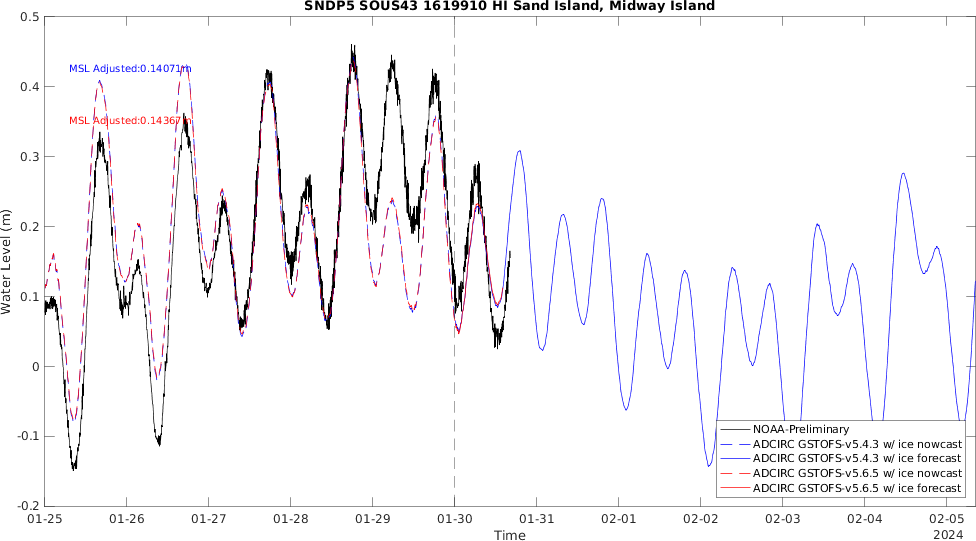 SNDP5 SOUS43 1619910 HI Sand Island, Midway Island
0.5
0.4
0.3
0.2
0.1
0
-0.1
-0.2
Water Level (m)
MSL Adjusted:0.14071m
MSL Adjusted:0.14367m
NOAA-Preliminary
ADCIRC GSTOFS-v5.4.3 w/ ice nowcast
ADCIRC GSTOFS-v5.4.3 w/ ice forecast
ADCIRC GSTOFS-v5.6.5 w/ ice nowcast
ADCIRC GSTOFS-v5.6.5 w/ ice forecast
01-25 01-26 01-27 01-28 01-29 01-30 01-31 02-01 02-02 02-03 02-04 02-05
2024
Time